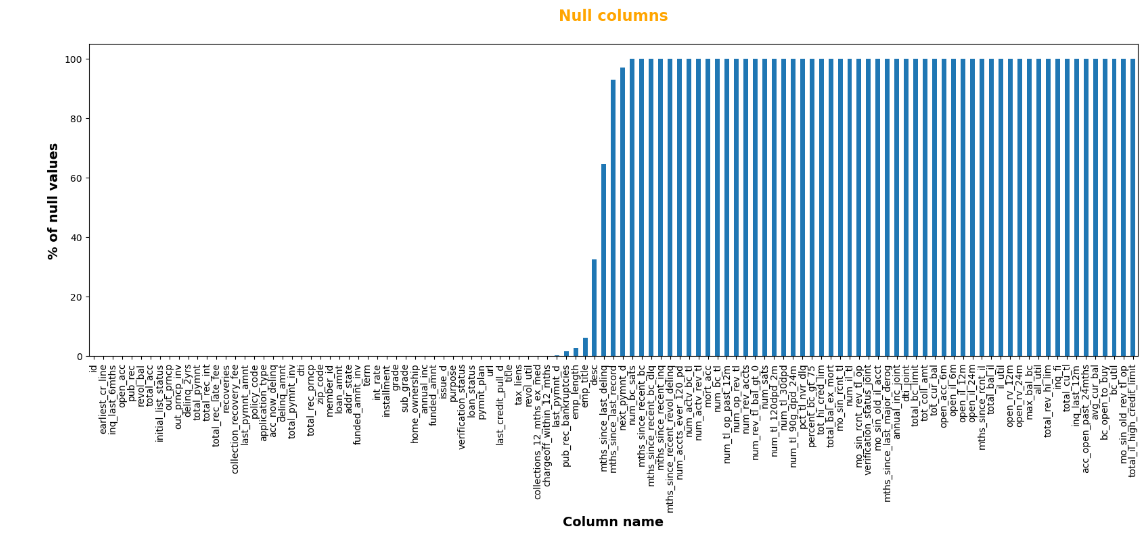 Null columns
% of null values
100
80
60
40
20
0
id
earliest_cr_line
inq_last_6mths
open_acc
pub_rec
revol_bal
total_acc
initial_list_status
out_prncp
out_prncp_inv
delinq_2yrs
total_pymnt
total_rec_int
total_rec_late_fee
recoveries
collection_recovery_fee
last_pymnt_amnt
policy_code
application_type
acc_now_delinq
delinq_amnt
total_pymnt_inv
dti
total_rec_prncp
zip_code
member_id
loan_amnt
addr_state
funded_amnt_inv
term
int_rate
installment
grade
sub_grade
home_ownership
annual_inc
funded_amnt
issue_d
purpose
verification_status
loan_status
pymnt_plan
url
last_credit_pull_d
title
tax_liens
revol_util
collections_12_mths_ex_med
chargeoff_within_12_mths
last_pymnt_d
pub_rec_bankruptcies
emp_length
emp_title
desc
mths_since_last_delinq
mths_since_last_record
next_pymnt_d
num_bc_sats
mths_since_recent_bc
mths_since_recent_bc_dlq
mths_since_recent_inq
mths_since_recent_revol_delinq
num_accts_ever_120_pd
num_actv_bc_tl
num_actv_rev_tl
mort_acc
num_bc_tl
num_tl_op_past_12m
num_op_rev_tl
num_rev_accts
num_rev_tl_bal_gt_0
num_sats
num_tl_120dpd_2m
num_tl_30dpd
num_tl_90g_dpd_24m
pct_tl_nvr_dlq
percent_bc_gt_75
tot_hi_cred_lim
total_bal_ex_mort
mo_sin_rcnt_tl
num_il_tl
mo_sin_rcnt_rev_tl_op
verification_status_joint
mo_sin_old_il_acct
mths_since_last_major_derog
annual_inc_joint
dti_joint
total_bc_limit
tot_coll_amt
tot_cur_bal
open_acc_6m
open_il_6m
open_il_12m
open_il_24m
mths_since_rcnt_il
total_bal_il
il_util
open_rv_12m
open_rv_24m
max_bal_bc
all_util
total_rev_hi_lim
inq_fi
total_cu_tl
inq_last_12m
acc_open_past_24mths
avg_cur_bal
bc_open_to_buy
bc_util
mo_sin_old_rev_tl_op
total_il_high_credit_limit
Column name